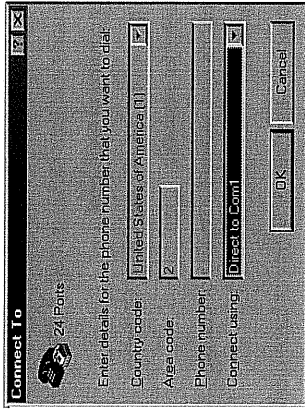 Connect To
24 Ports
Enter details for the phone number that you want to dial:
Country code: United States of America (1)
Area code: 2
Phone number:
Connect using: Direct to Com1
OK Cancel